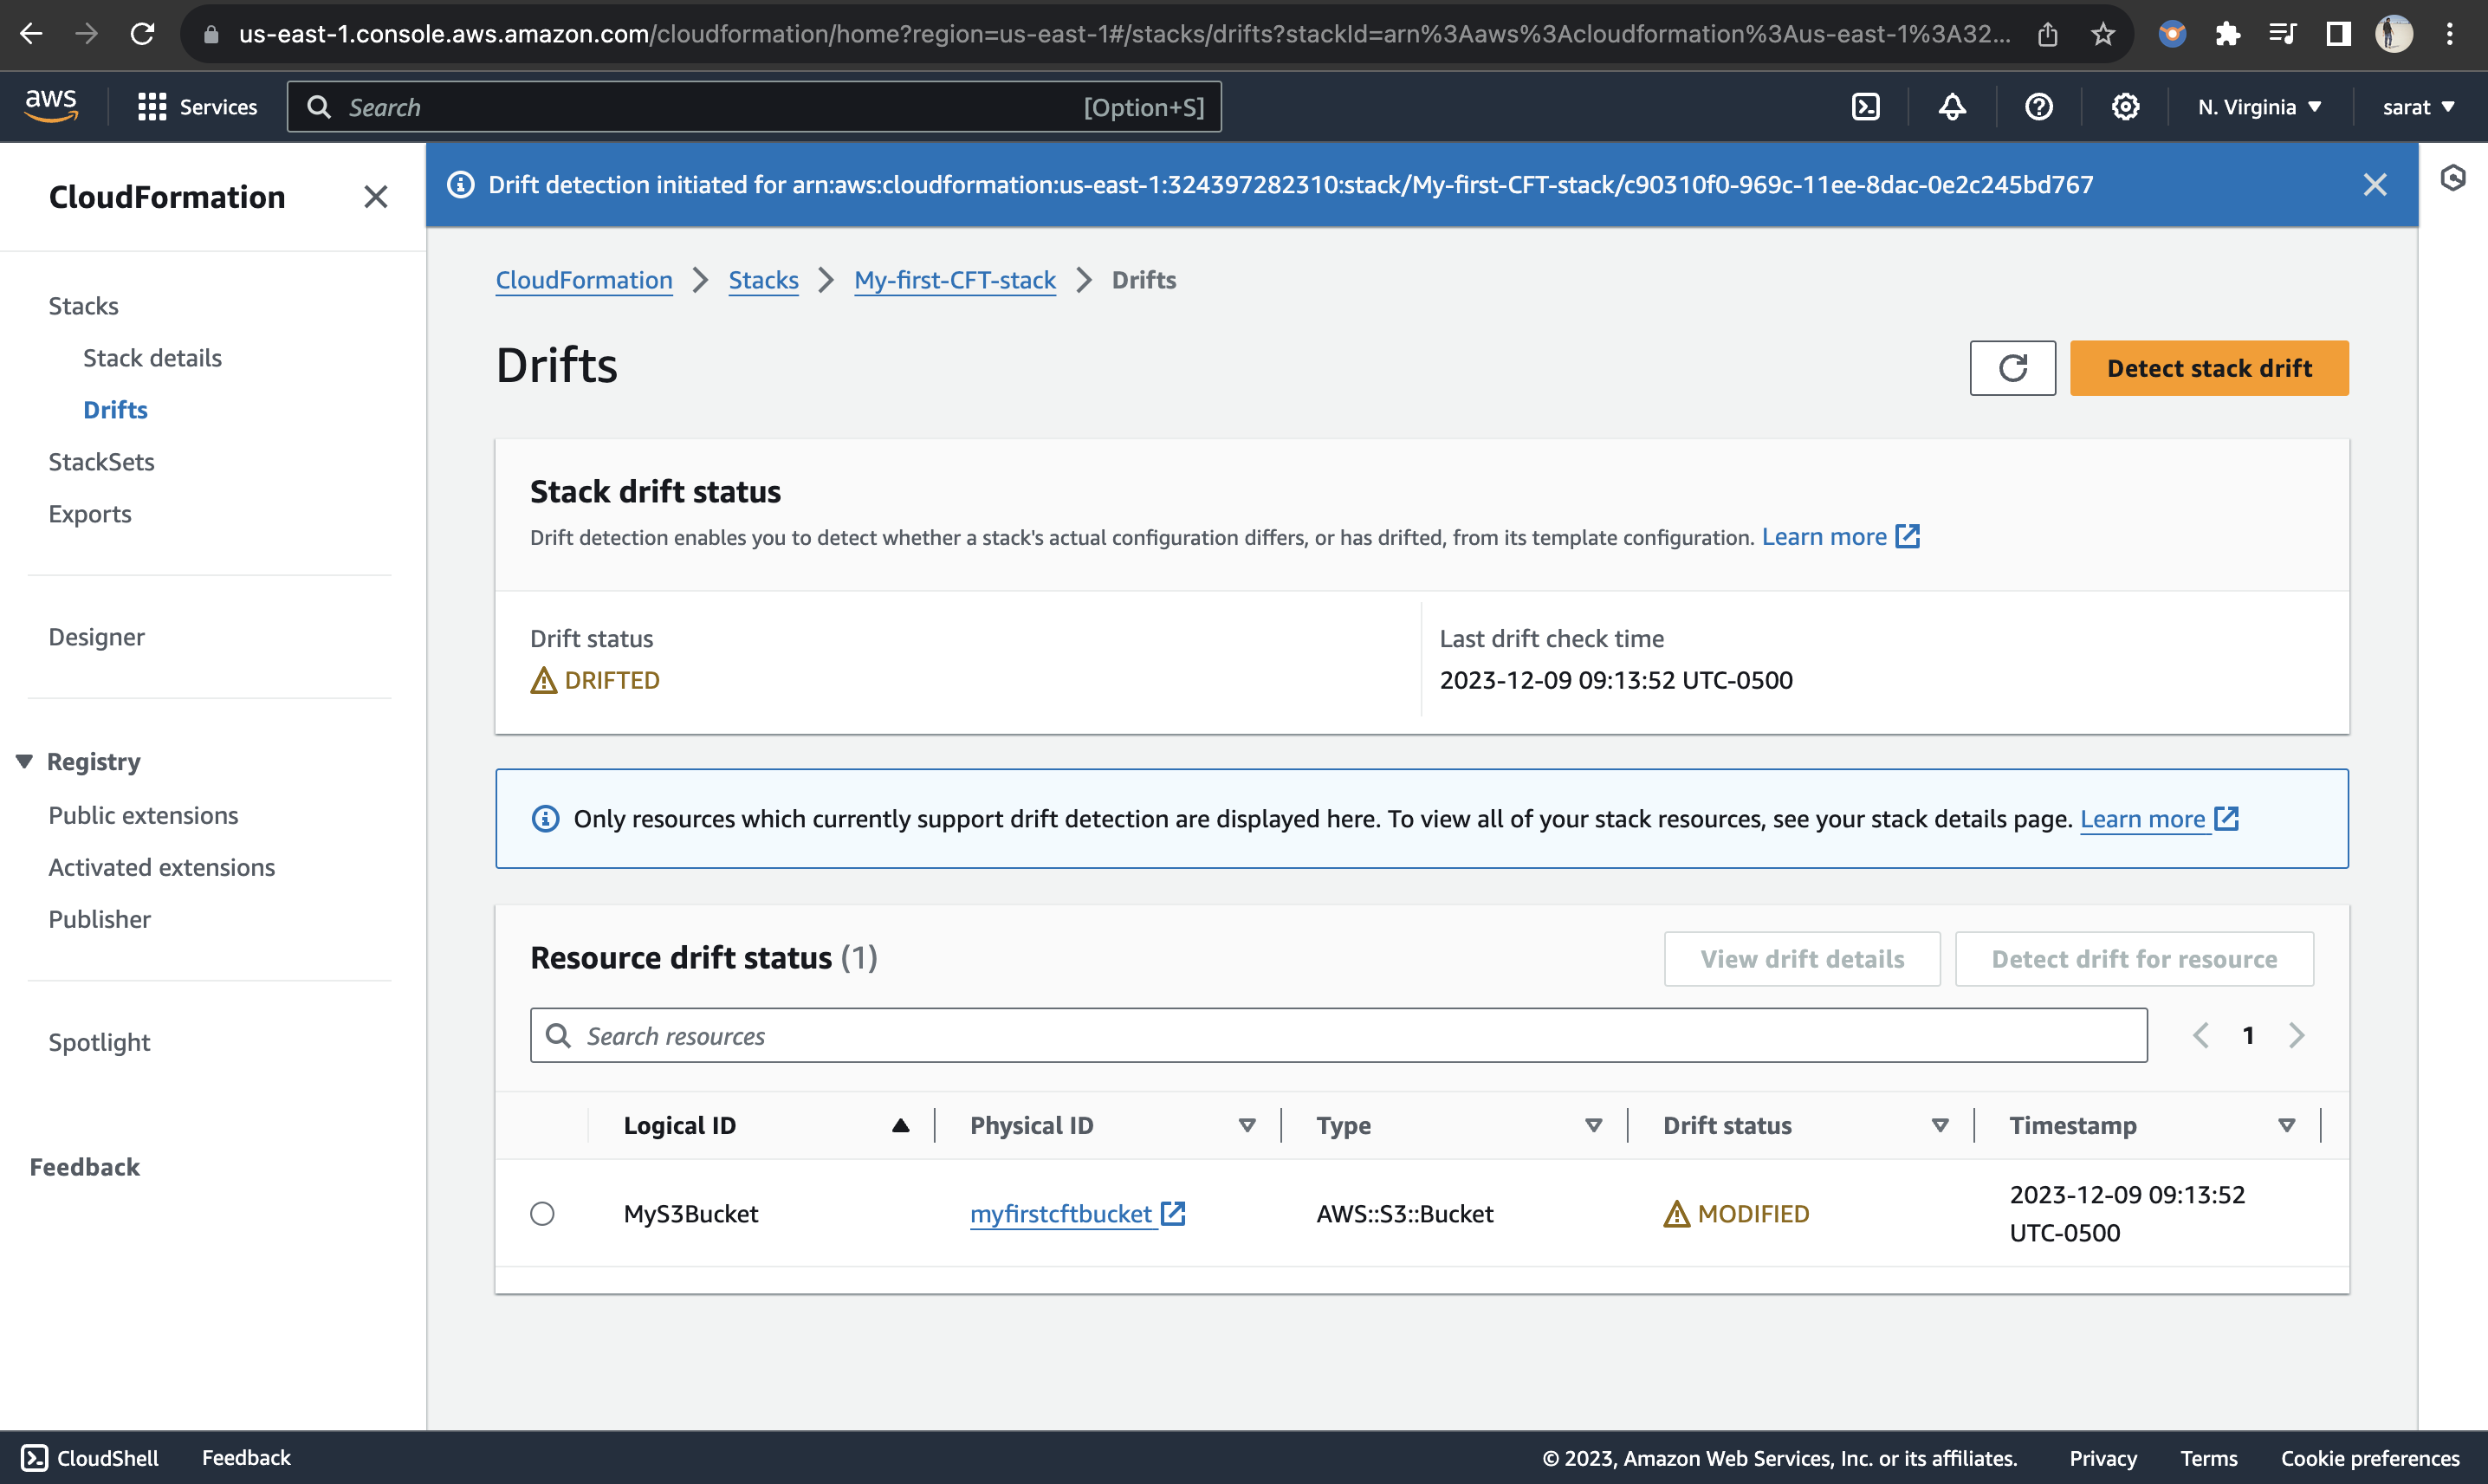 us-east-1.console.aws.amazon.com/cloudformation/home?region=us-east-1#/stacks/drifts?stackId=arn%3Aaws%3Acloudformation%3Aus-east-1%3A32...
aws
Services
Search
[Option+S]
N. Virginia
sarat
CloudFormation
Stacks
Stack details
Drifts
StackSets
Exports
Designer
Registry
Public extensions
Activated extensions
Publisher
Spotlight
Feedback
Drift detection initiated for arn:aws:cloudformation:us-east-1:324397282310:stack/My-first-CFT-stack/c90310f0-969c-11ee-8dac-0e2c245bd767
CloudFormation > Stacks > My-first-CFT-stack > Drifts
Drifts
Detect stack drift
Stack drift status
Drift detection enables you to detect whether a stack's actual configuration differs, or has drifted, from its template configuration. Learn more
Drift status
DRIFTED
Last drift check time
2023-12-09 09:13:52 UTC-0500
Only resources which currently support drift detection are displayed here. To view all of your stack resources, see your stack details page. Learn more
Resource drift status (1)
View drift details
Detect drift for resource
Search resources
1
Logical ID
Physical ID
Type
Drift status
Timestamp
MyS3Bucket
myfirstcftbucket
AWS::S3::Bucket
MODIFIED
2023-12-09 09:13:52
UTC-0500
CloudShell
Feedback
© 2023, Amazon Web Services, Inc. or its affiliates.
Privacy
Terms
Cookie preferences